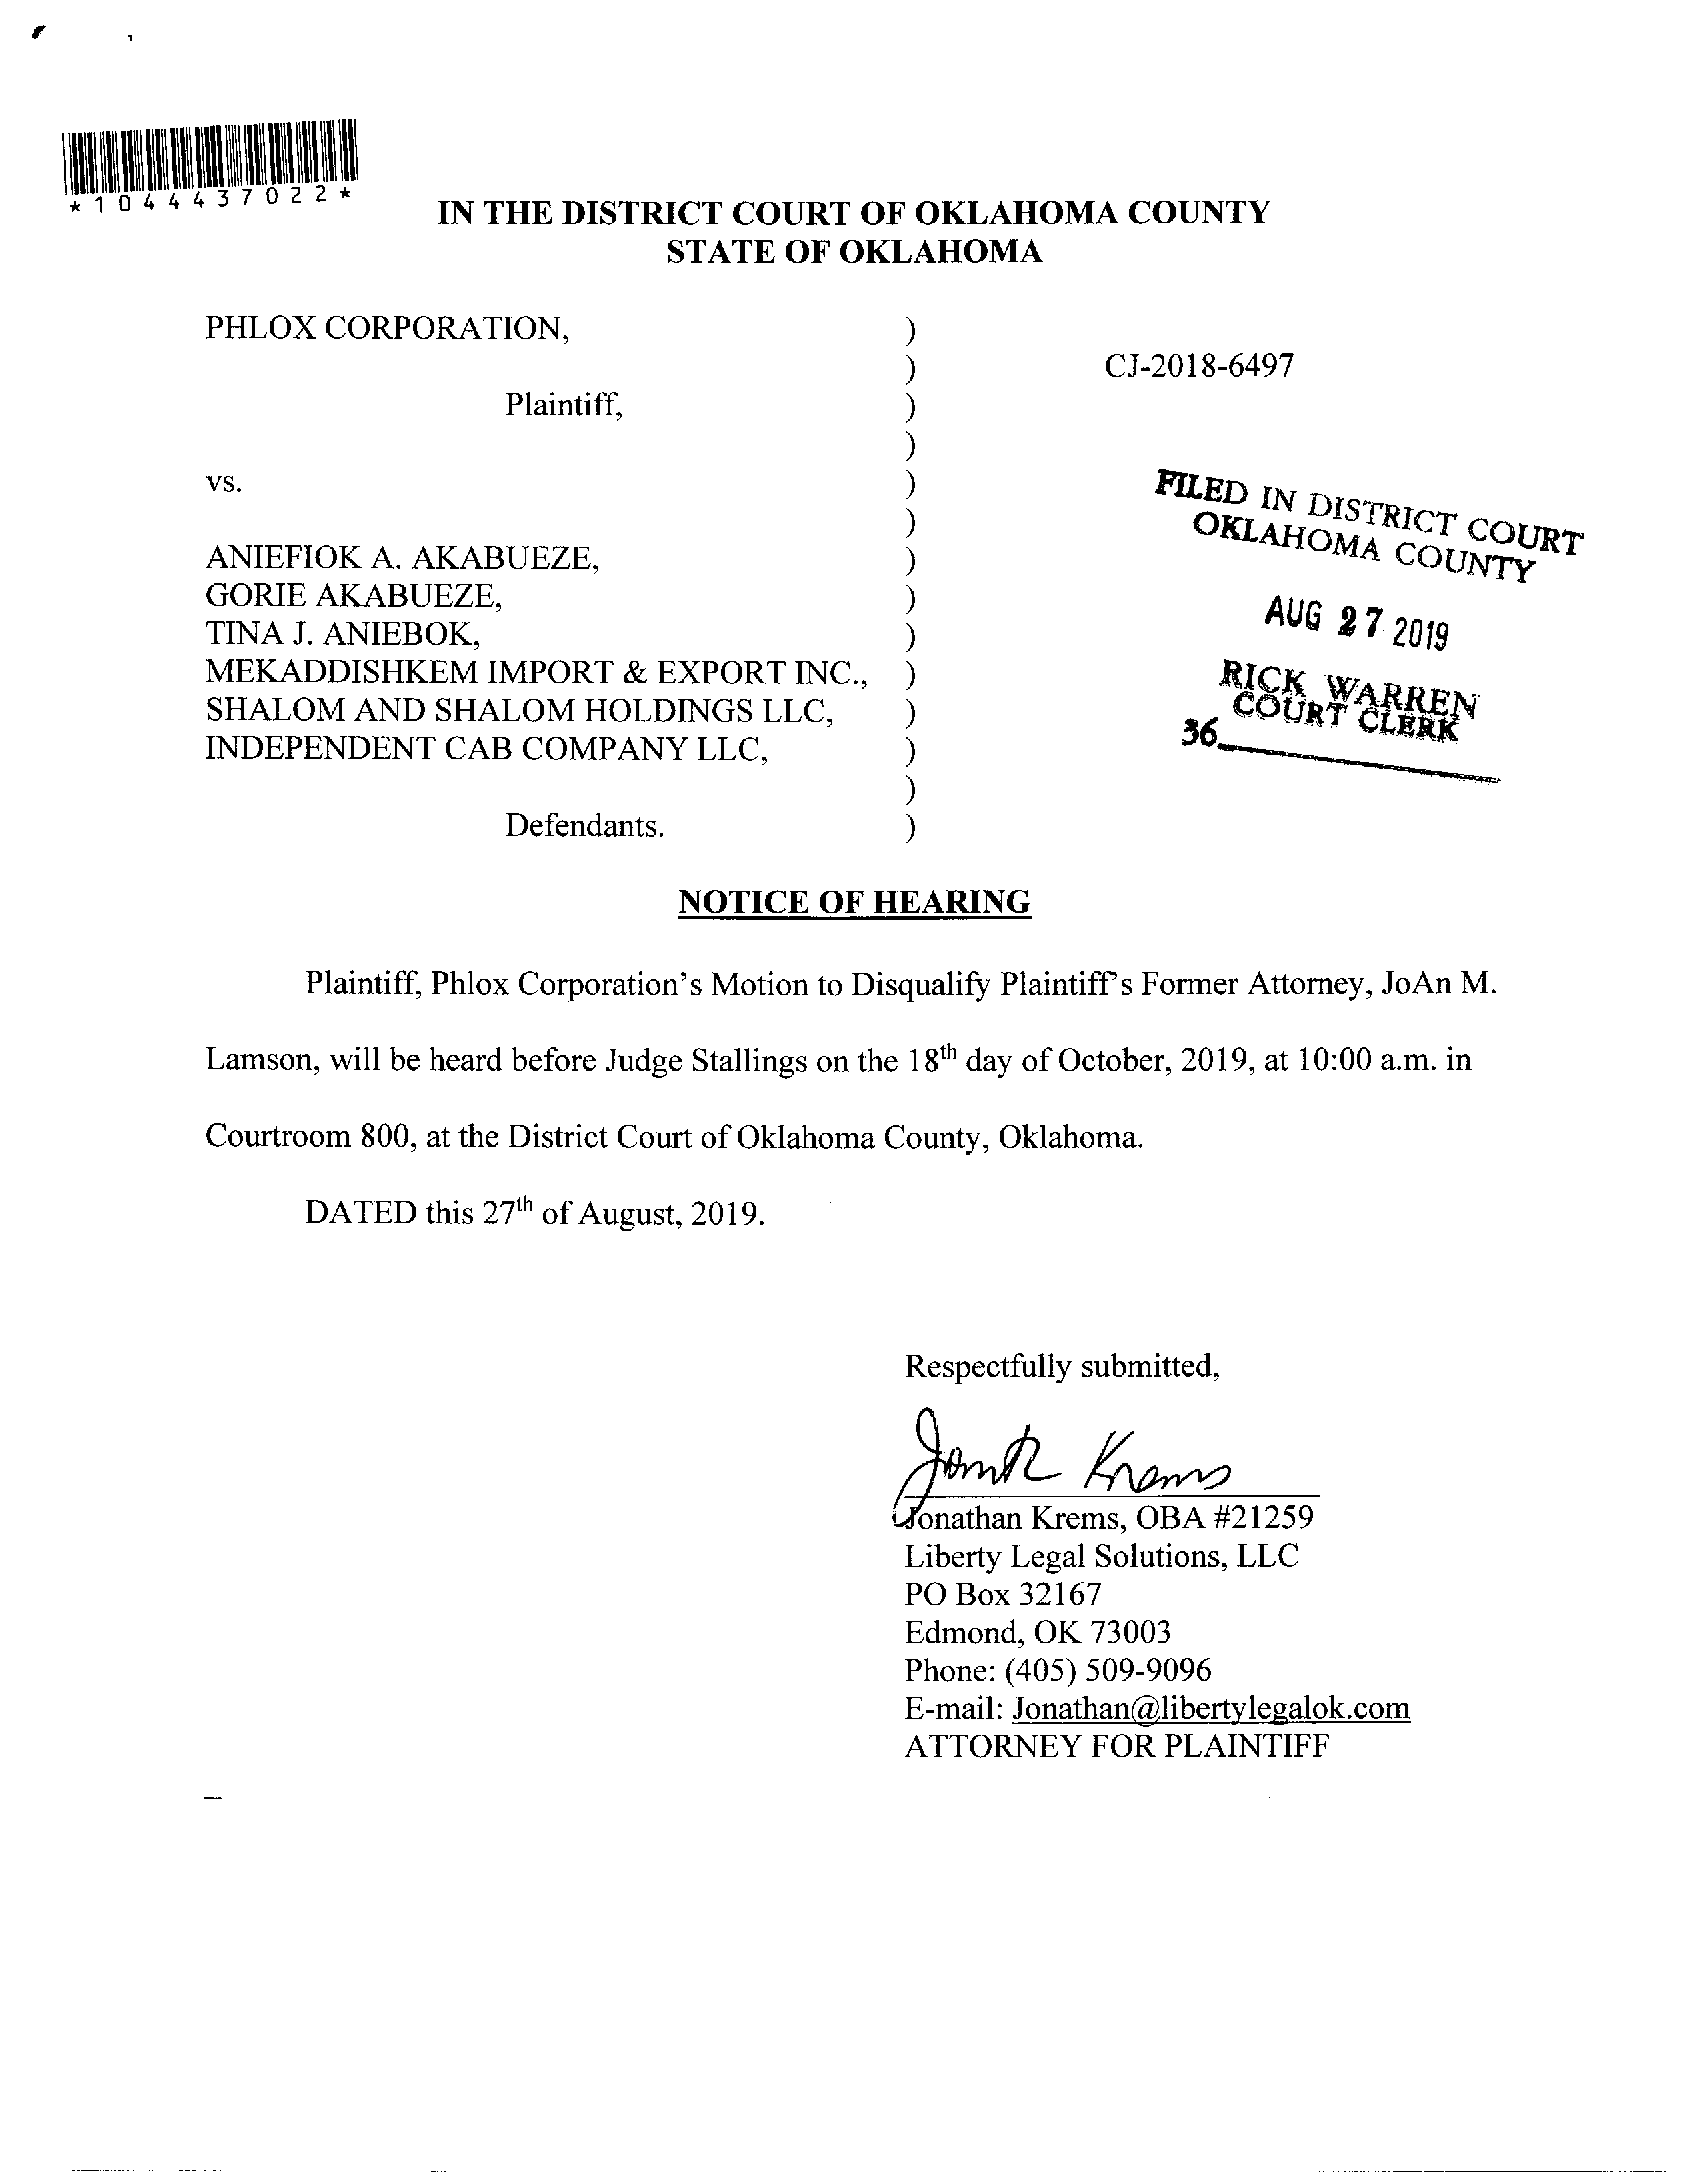 *1044437022*
IN THE DISTRICT COURT OF OKLAHOMA COUNTY
STATE OF OKLAHOMA
PHLOX CORPORATION, )
) CJ-2018-6497
Plaintiff, )
)
vs. )
)
ANIEFIOK A. AKABUEZE, )
GORIE AKABUEZE, )
TINA J. ANIEBOK, )
MEKADDISHKEM IMPORT & EXPORT INC., )
SHALOM AND SHALOM HOLDINGS LLC, )
INDEPENDENT CAB COMPANY LLC, )
)
Defendants. )
FILED IN DISTRICT COURT
OKLAHOMA COUNTY
AUG 27 2019
RICK WARREN
COURT CLERK
36
NOTICE OF HEARING
Plaintiff, Phlox Corporation's Motion to Disqualify Plaintiff's Former Attorney, JoAn M.
Lamson, will be heard before Judge Stallings on the 18th day of October, 2019, at 10:00 a.m. in
Courtroom 800, at the District Court of Oklahoma County, Oklahoma.
DATED this 27th of August, 2019.
Respectfully submitted,
Jonathan Krems, OBA #21259
Liberty Legal Solutions, LLC
PO Box 32167
Edmond, OK 73003
Phone: (405) 509-9096
E-mail: Jonathan@libertylegalok.com
ATTORNEY FOR PLAINTIFF